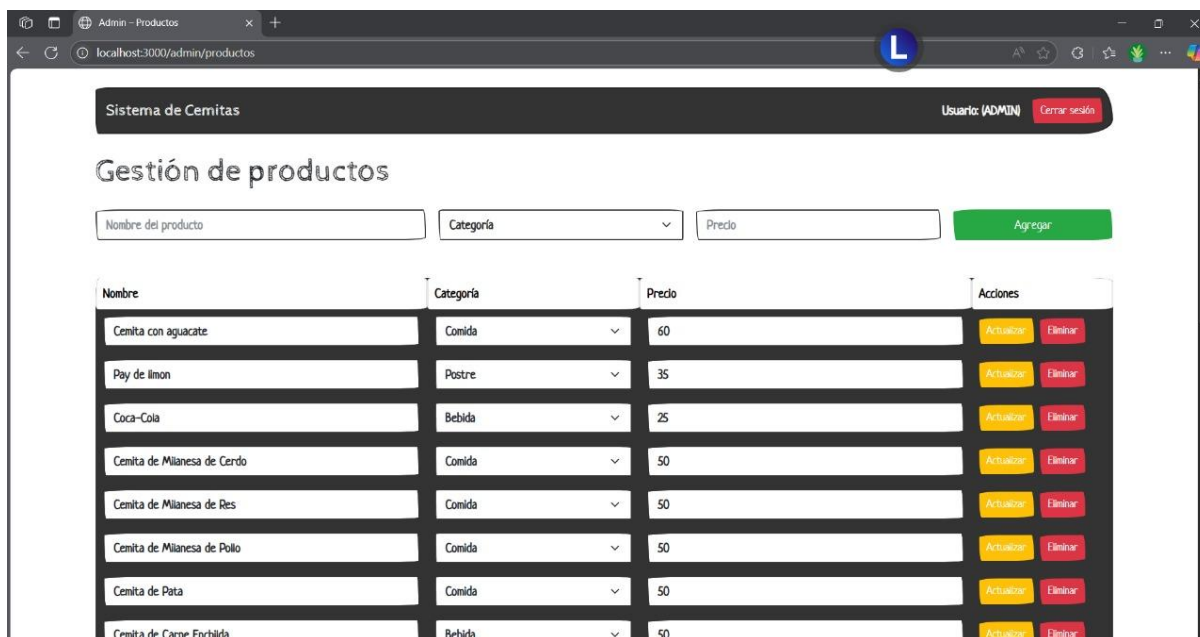 Admin - Productos
localhost:3000/admin/productos
L
Sistema de Cemitas Usuario: (ADMIN) Cerrar sesión
Gestión de productos
Nombre del producto Categoría Precio Agregar
Nombre Categoría Precio Acciones
Cemita con aguacate Comida 60 Actualizar Eliminar
Pay de limon Postre 35 Actualizar Eliminar
Coca-Cola Bebida 25 Actualizar Eliminar
Cemita de Milanesa de Cerdo Comida 50 Actualizar Eliminar
Cemita de Milanesa de Res Comida 50 Actualizar Eliminar
Cemita de Milanesa de Pollo Comida 50 Actualizar Eliminar
Cemita de Pata Comida 50 Actualizar Eliminar
Cemita de Carne Enchilda Bebida 50 Actualizar Eliminar